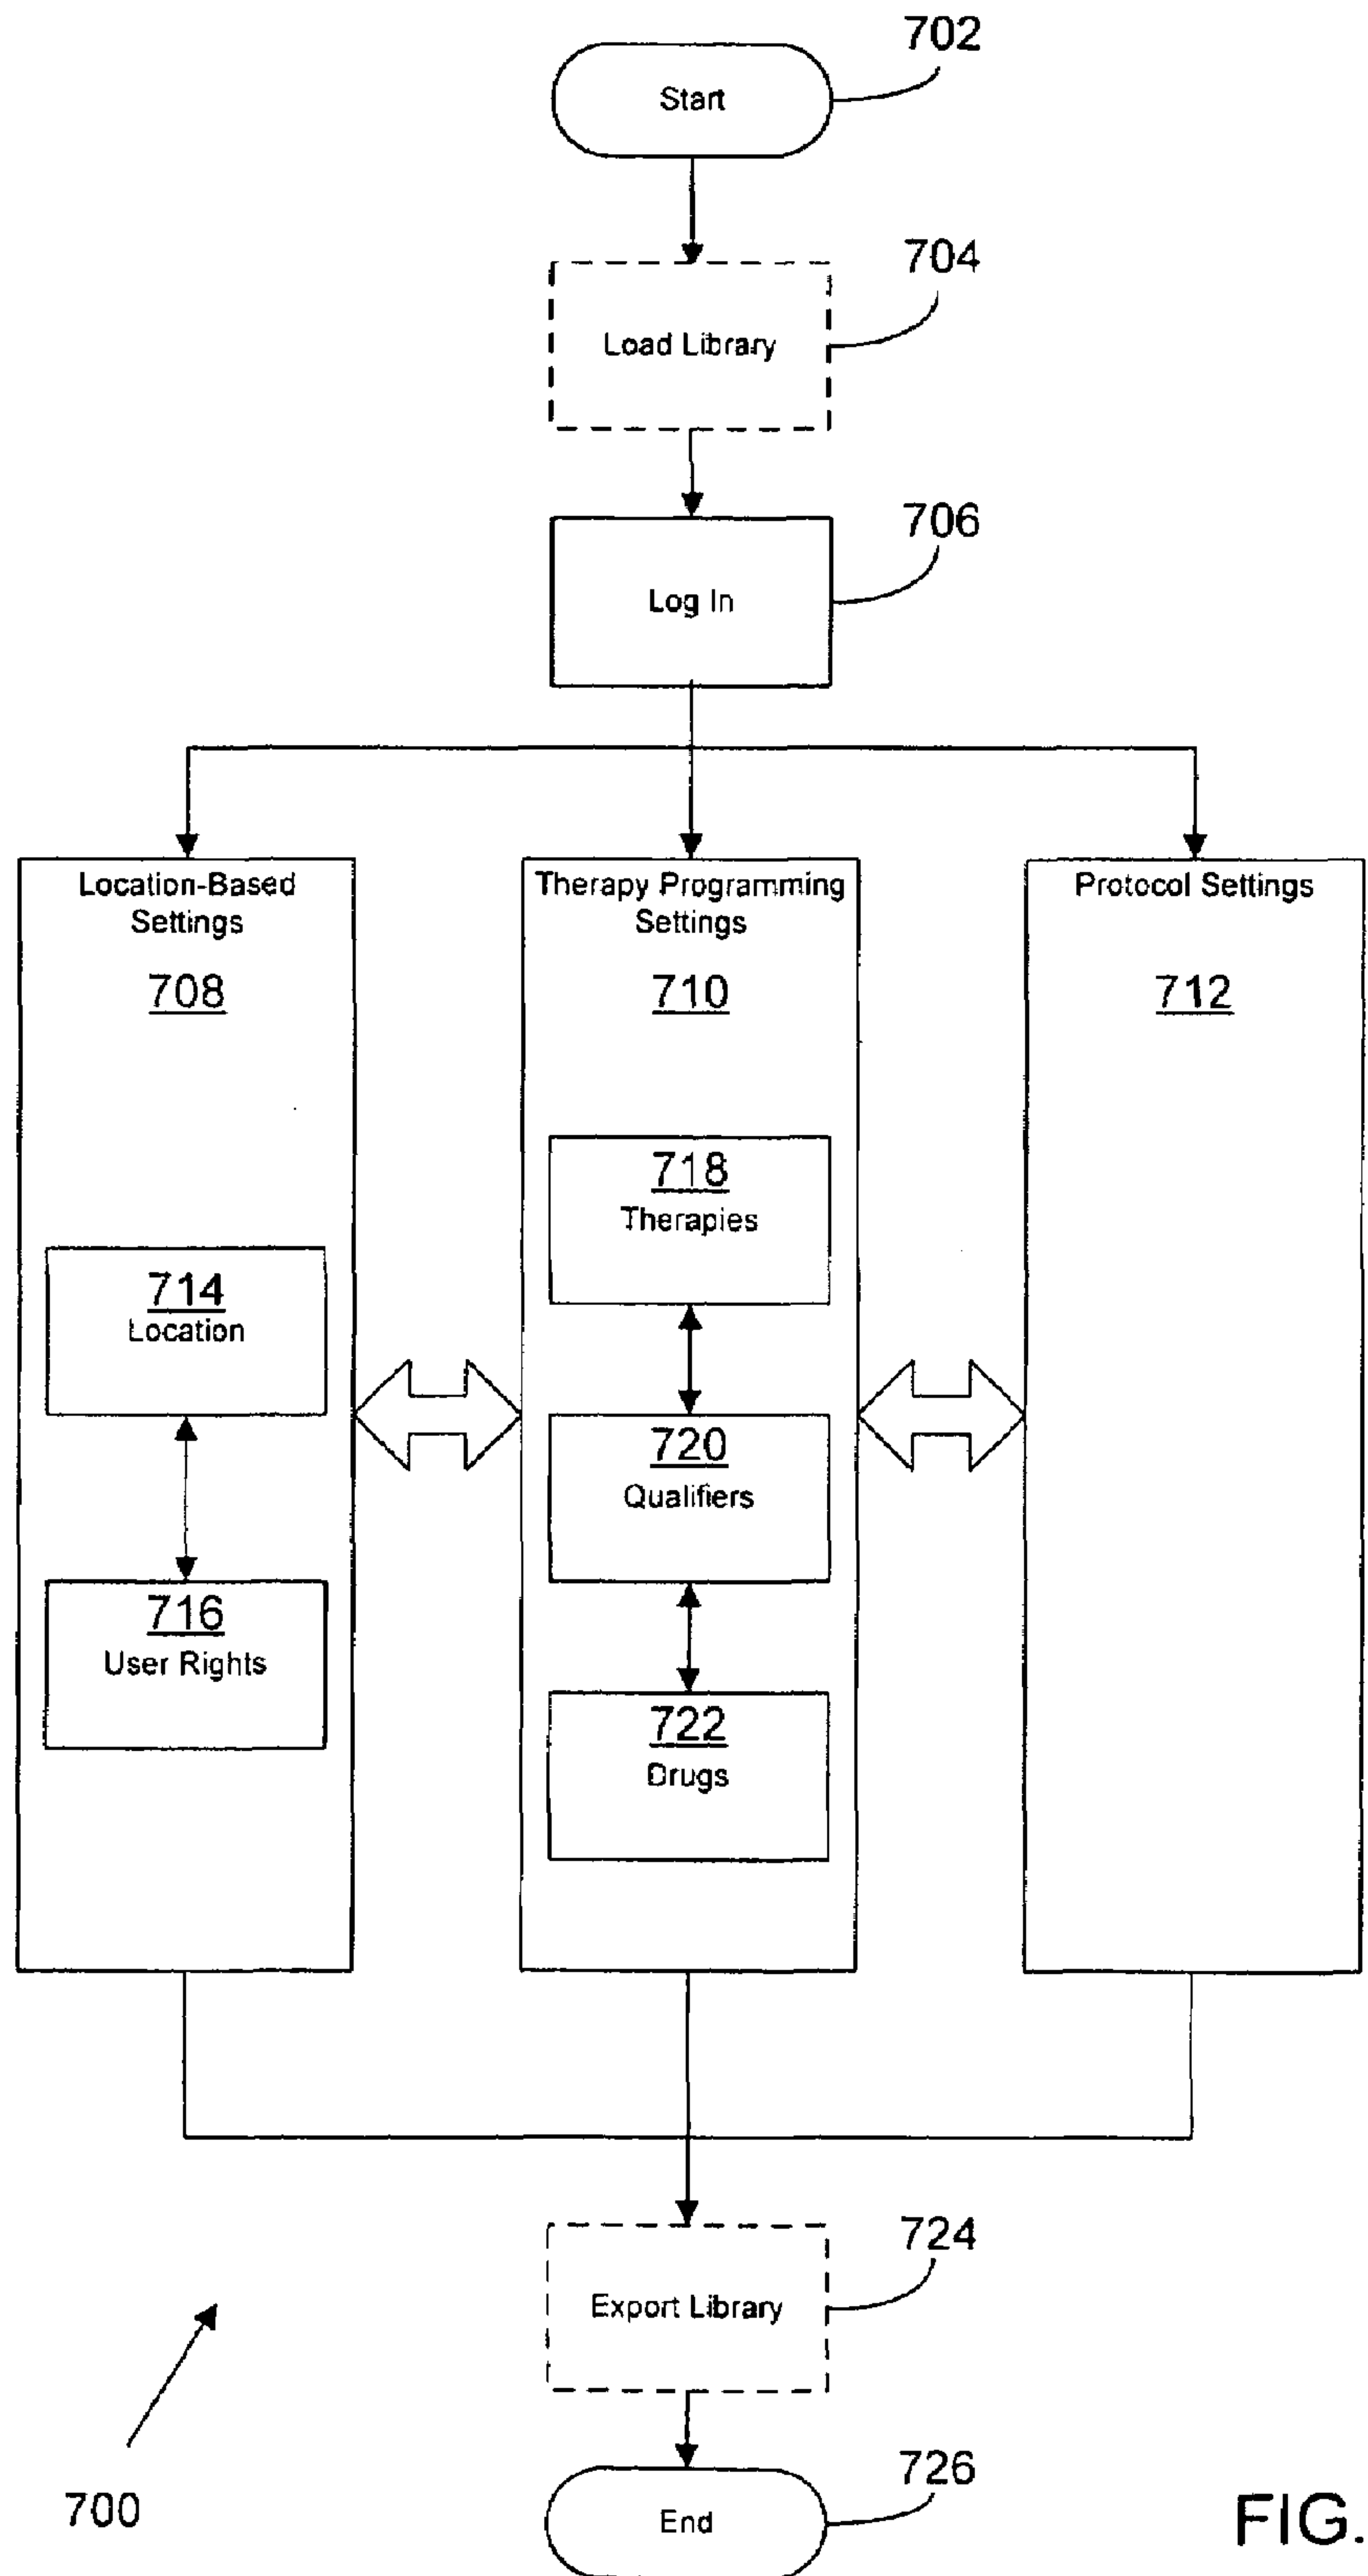 702
Start
704
Load Library
706
Log In
Location-Based
Settings
708
Therapy Programming
Settings
710
Protocol Settings
712
718
Therapies
714
Location
720
Qualifiers
716
User Rights
722
Drugs
724
Export Library
726
End
700
FIG.